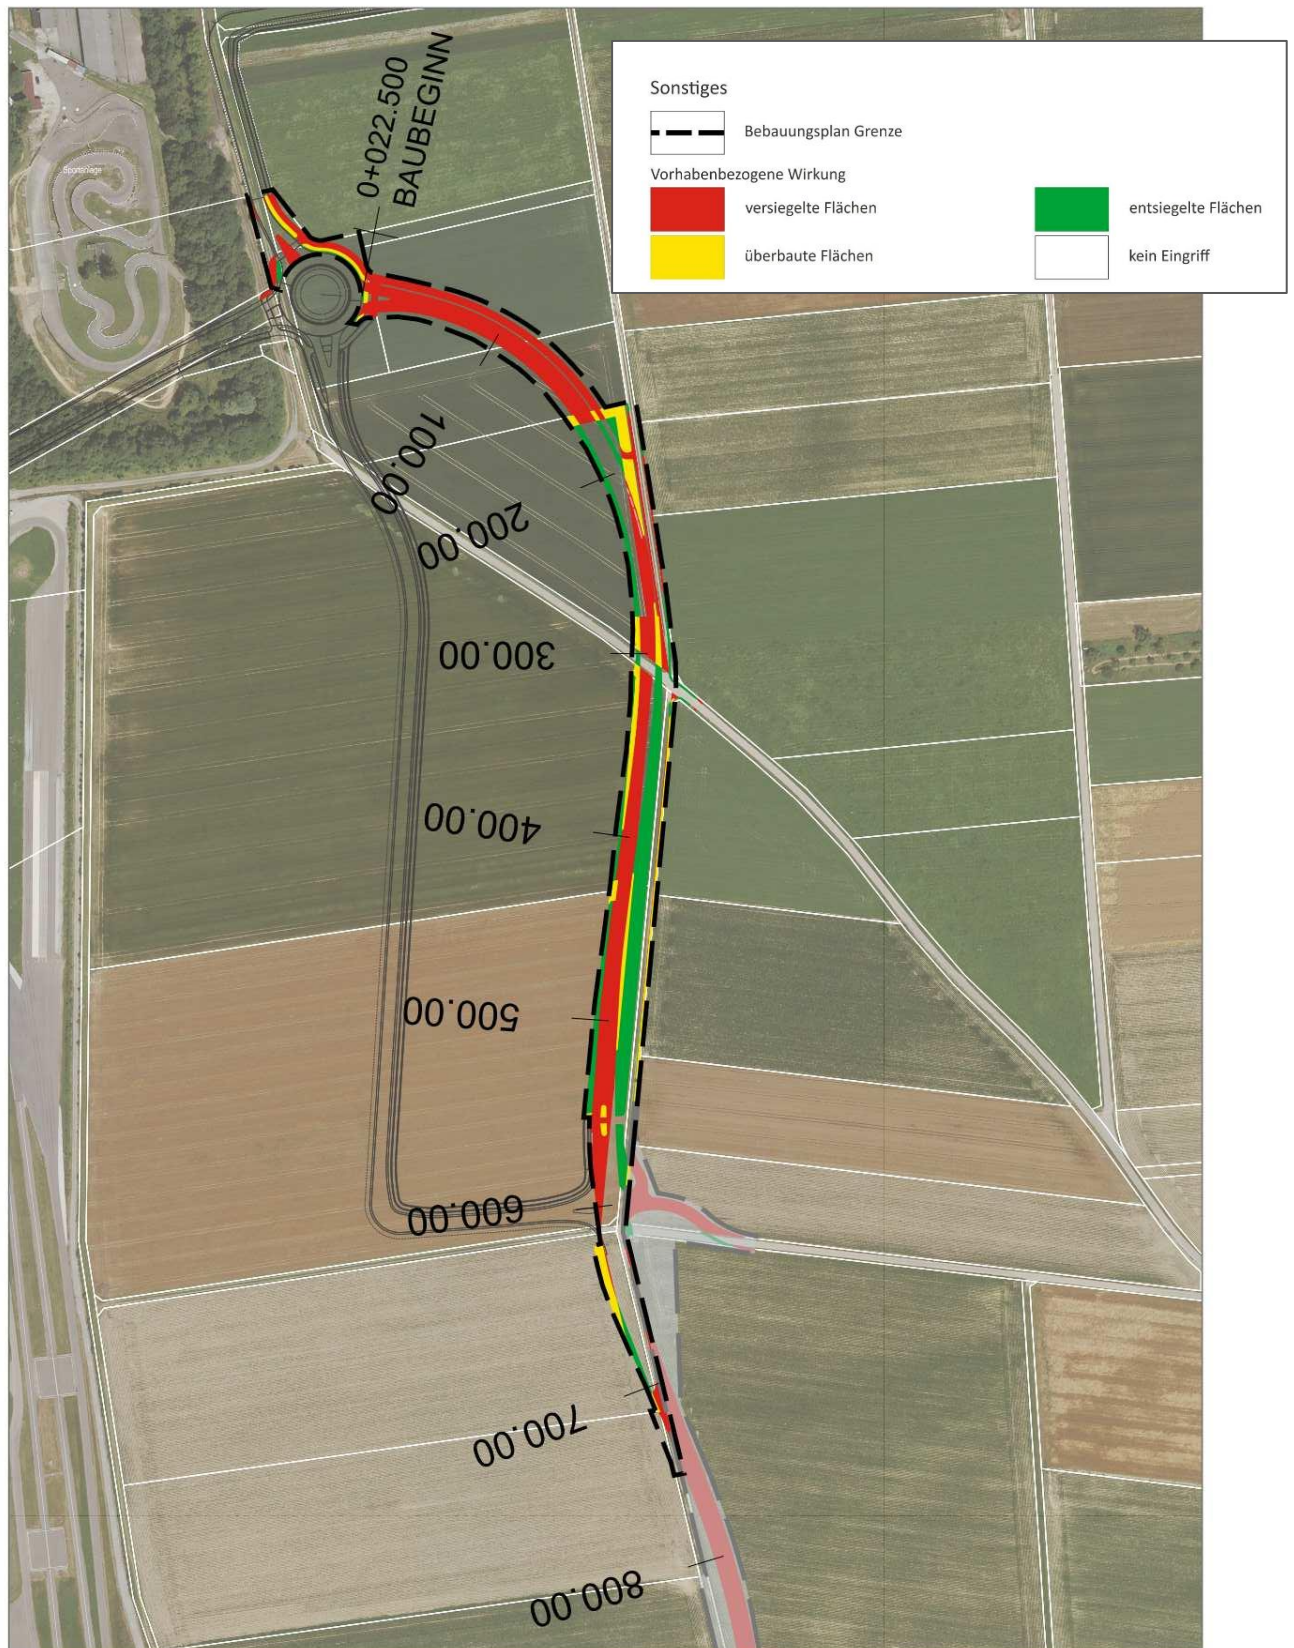 Sonstiges
Bebauungsplan Grenze
Vorhabenbezogene Wirkung
versiegelte Flächen
entsiegelte Flächen
überbaute Flächen
kein Eingriff
0+022.500
BAUBEGINN
Sportanlage
100.00
200.00
300.00
400.00
500.00
600.00
700.00
800.00